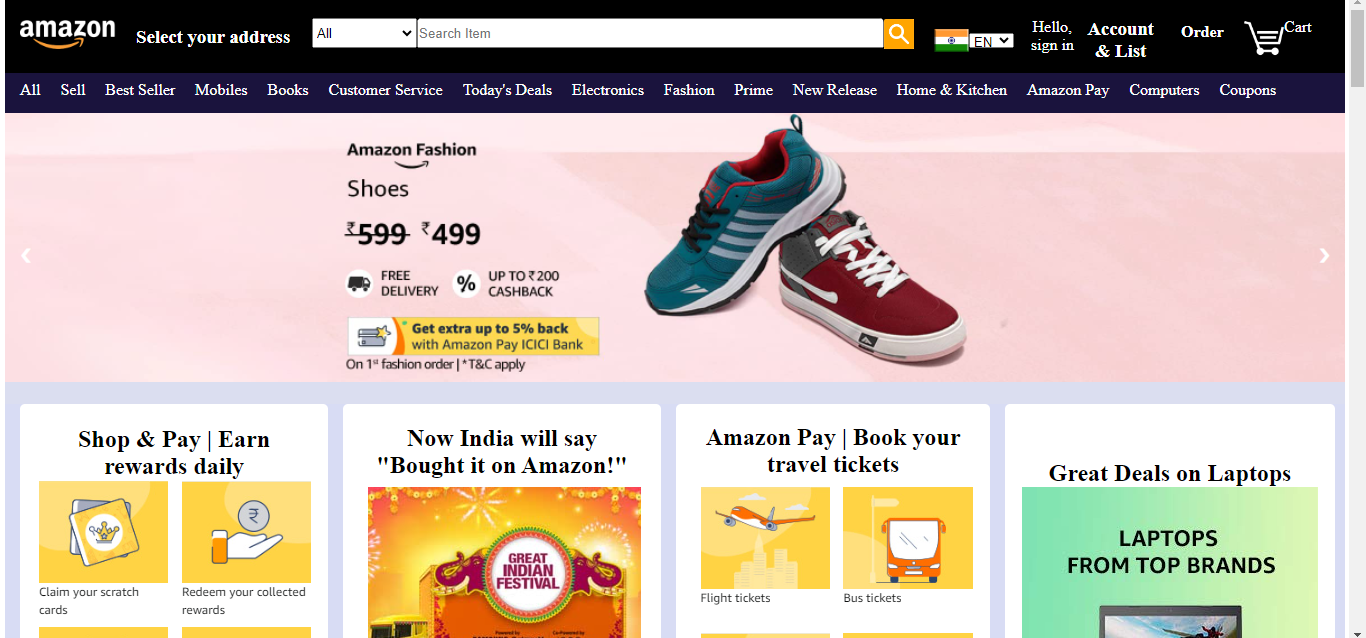 amazon
Select your address
All
Search Item
EN
Hello,
sign in
Account
& List
Order
Cart
All Sell Best Seller Mobiles Books Customer Service Today's Deals Electronics Fashion Prime New Release Home & Kitchen Amazon Pay Computers Coupons
Amazon Fashion
Shoes
₹599 ₹499
FREE
DELIVERY
UP TO ₹200
CASHBACK
Get extra up to 5% back
with Amazon Pay ICICI Bank
On 1st fashion order | *T&C apply
Shop & Pay | Earn
rewards daily
Claim your scratch
cards
Redeem your collected
rewards
Now India will say
"Bought it on Amazon!"
GREAT
INDIAN
FESTIVAL
Powered by
Co-Powered by
Amazon Pay | Book your
travel tickets
Flight tickets
Bus tickets
Great Deals on Laptops
LAPTOPS
FROM TOP BRANDS